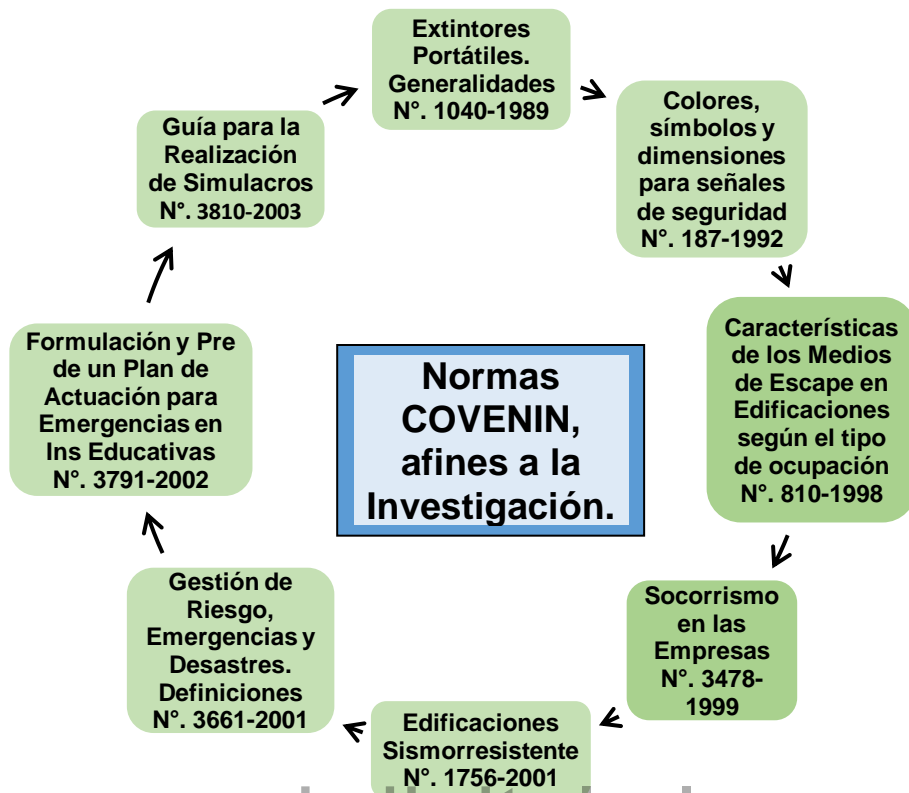 Extintores
Portátiles.
Generalidades
N°. 1040-1989
Colores,
símbolos y
dimensiones
para señales
de seguridad
N°. 187-1992
Características
de los Medios
de Escape en
Edificaciones
según el tipo
de ocupación
N°. 810-1998
Socorrismo
en las
Empresas
N°. 3478-
1999
Edificaciones
Sismorresistente
N°. 1756-2001
Gestión de
Riesgo,
Emergencias y
Desastres.
Definiciones
N°. 3661-2001
Formulación y Pre
de un Plan de
Actuación para
Emergencias en
Ins Educativas
N°. 3791-2002
Guía para la
Realización
de Simulacros
N°. 3810-2003
Normas
COVENIN,
afines a la
Investigación.